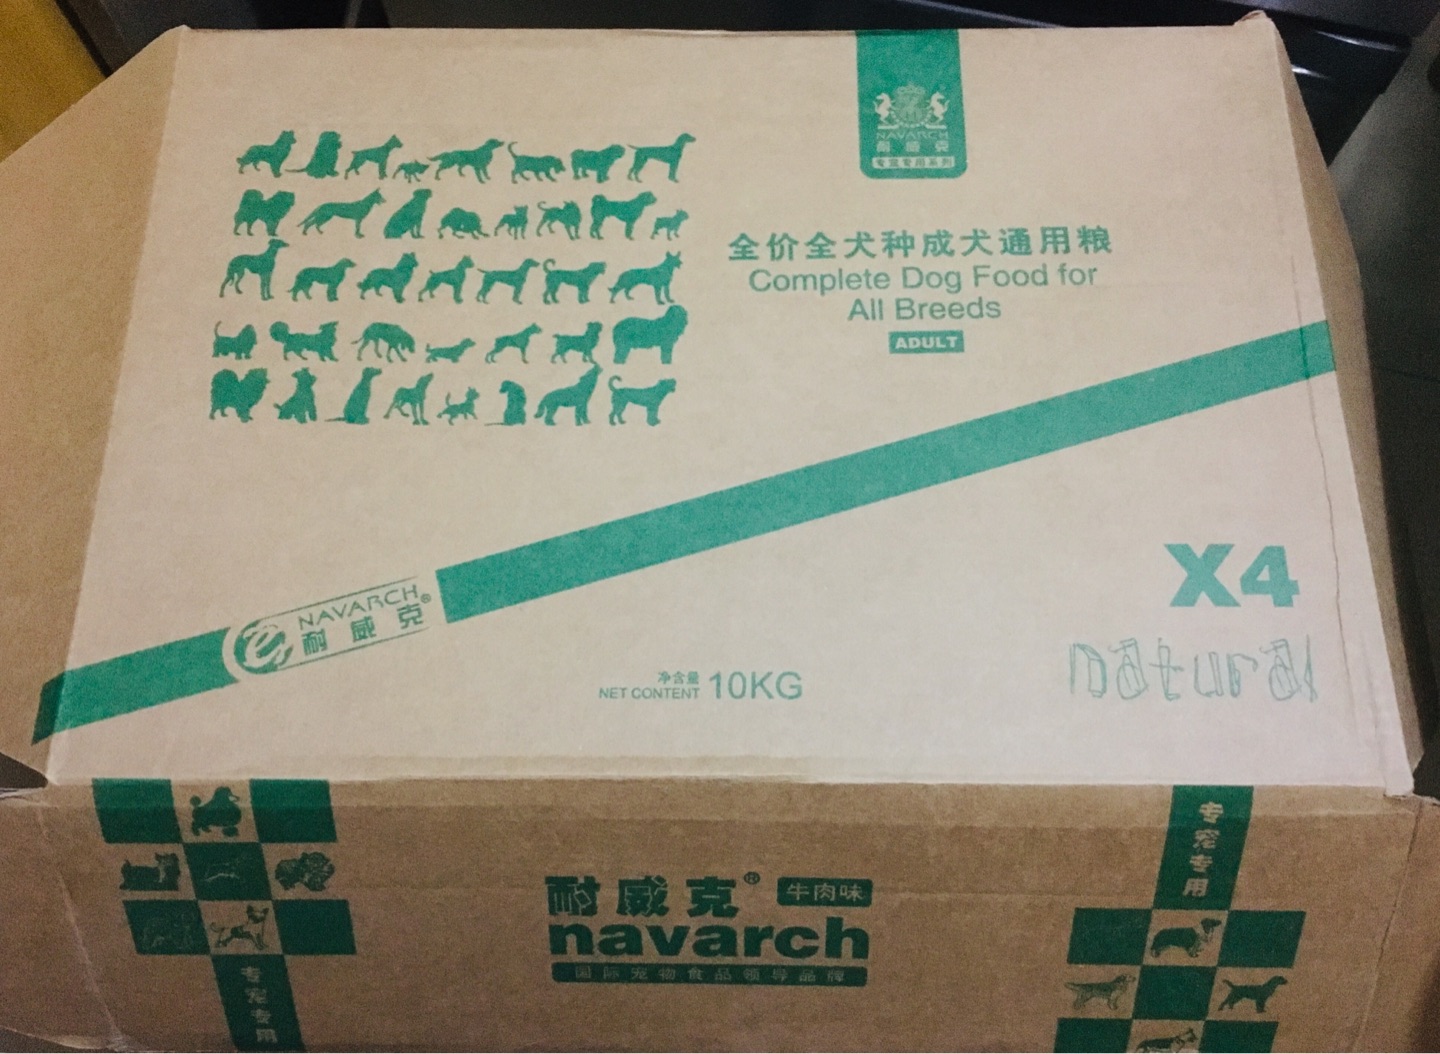 NAVARCH
耐威克
专宠专用系列
全价全犬种成犬通用粮
Complete Dog Food for
All Breeds
ADULT
NAVARCH®
耐威克
X4
natural
净含量
NET CONTENT 10KG
专宠专用
耐威克® 牛肉味
navarch
国际宠物食品领导品牌
专宠专用